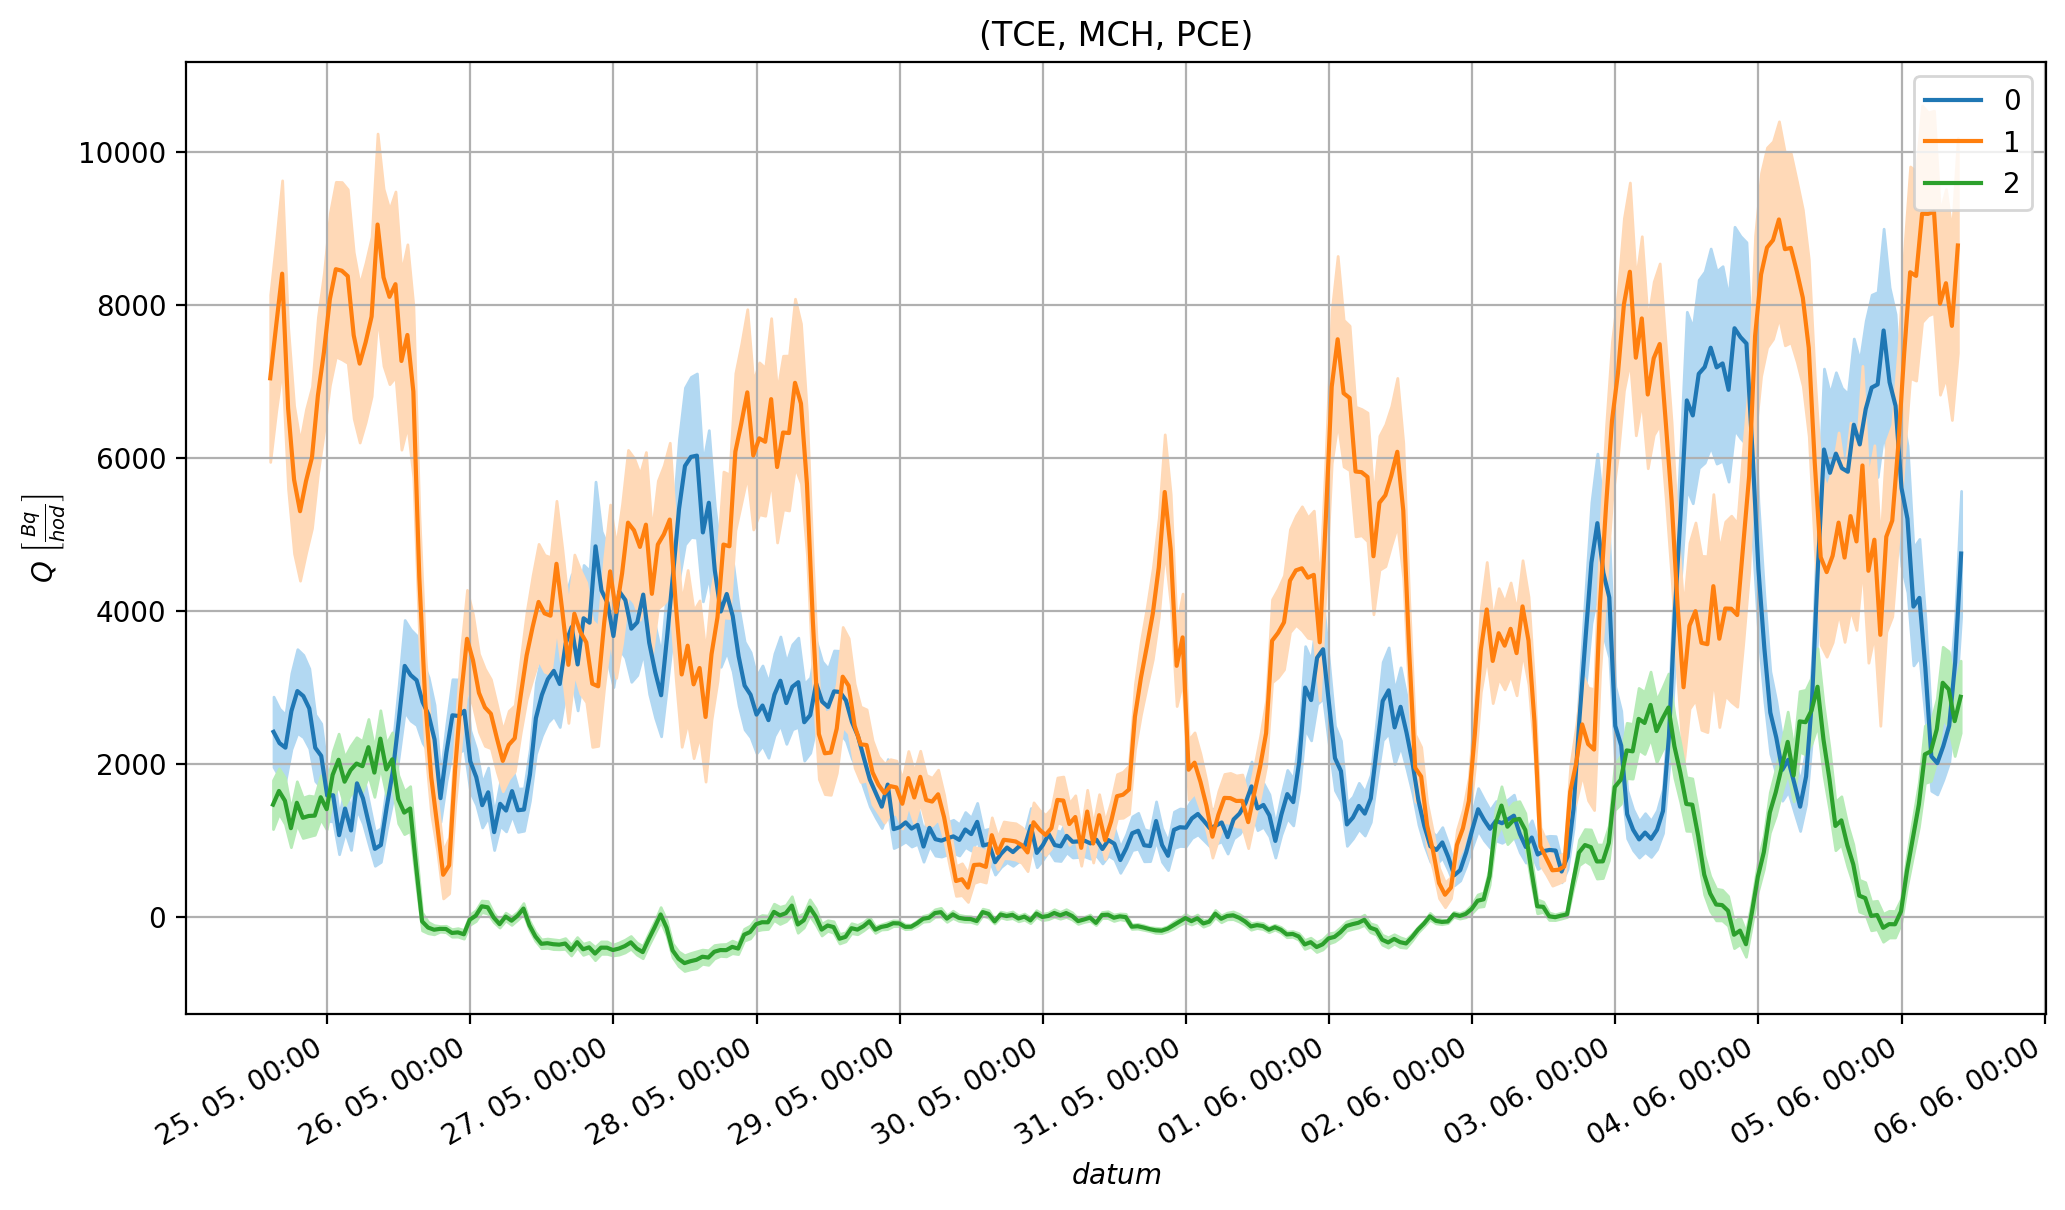 (TCE, MCH, PCE)
0
1
2
10000
8000
6000
4000
2000
0
Q [Bq/hod]
25. 05. 00:00
26. 05. 00:00
27. 05. 00:00
28. 05. 00:00
29. 05. 00:00
30. 05. 00:00
31. 05. 00:00
01. 06. 00:00
02. 06. 00:00
03. 06. 00:00
04. 06. 00:00
05. 06. 00:00
06. 06. 00:00
datum